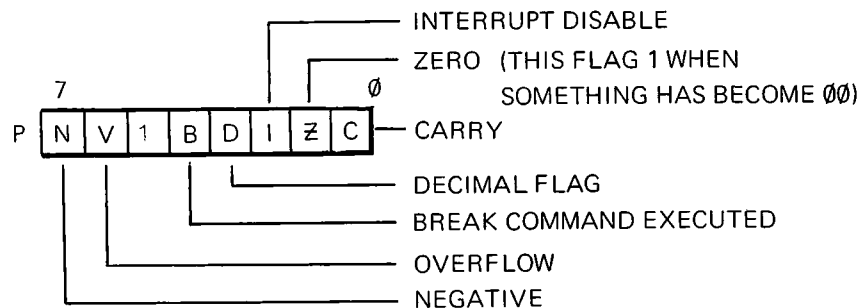 INTERRUPT DISABLE
ZERO (THIS FLAG 1 WHEN
SOMETHING HAS BECOME ØØ)
7 Ø
P N V 1 B D I Ƶ C CARRY
DECIMAL FLAG
BREAK COMMAND EXECUTED
OVERFLOW
NEGATIVE